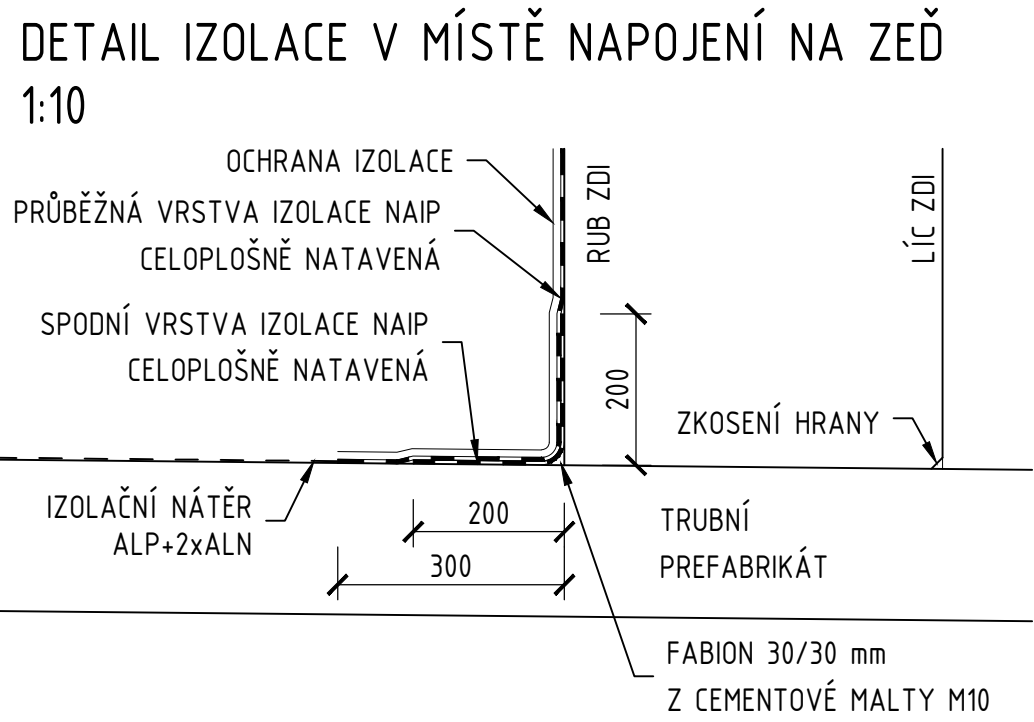 DETAIL IZOLACE V MÍSTĚ NAPOJENÍ NA ZEĎ
1:10
OCHRANA IZOLACE
PRŮBĚŽNÁ VRSTVA IZOLACE NAIP
CELOPLOŠNĚ NATAVENÁ
SPODNÍ VRSTVA IZOLACE NAIP
CELOPLOŠNĚ NATAVENÁ
RUB ZDI
LÍC ZDI
200
ZKOSENÍ HRANY
IZOLAČNÍ NÁTĚR
ALP+2xALN
200
300
TRUBNÍ
PREFABRIKÁT
FABION 30/30 mm
Z CEMENTOVÉ MALTY M10